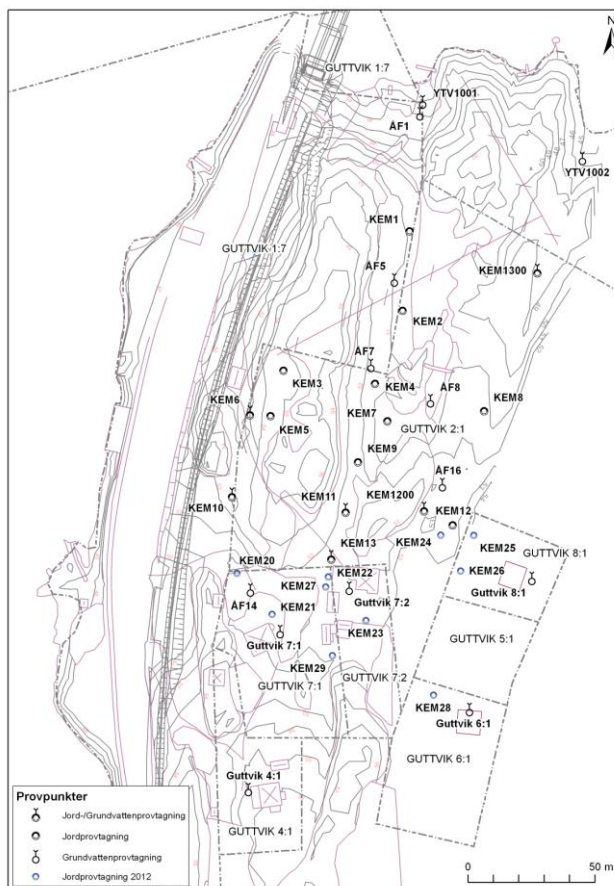 N
GUTTVIK 1:7
YTV1001
ÅF1
YTV1002
KEM1
GUTTVIK 1:7
ÅF5
KEM1300
KEM2
ÅF7
KEM3
KEM4
ÅF8
KEM6
KEM8
KEM7
KEM5
GUTTVIK 2:1
KEM9
ÅF16
KEM11
KEM1200
KEM10
KEM12
KEM13
KEM24
KEM25
GUTTVIK 8:1
KEM20
KEM22
KEM26
KEM27
Guttvik 7:2
Guttvik 8:1
ÅF14
KEM21
KEM23
Guttvik 7:1
GUTTVIK 5:1
KEM29
GUTTVIK 7:1
GUTTVIK 7:2
KEM28
Guttvik 6:1
GUTTVIK 6:1
Guttvik 4:1
GUTTVIK 4:1
Provpunkter
Jord-/Grundvattenprovtagning
Jordprovtagning
Grundvattenprovtagning
Jordprovtagning 2012
0 50 m